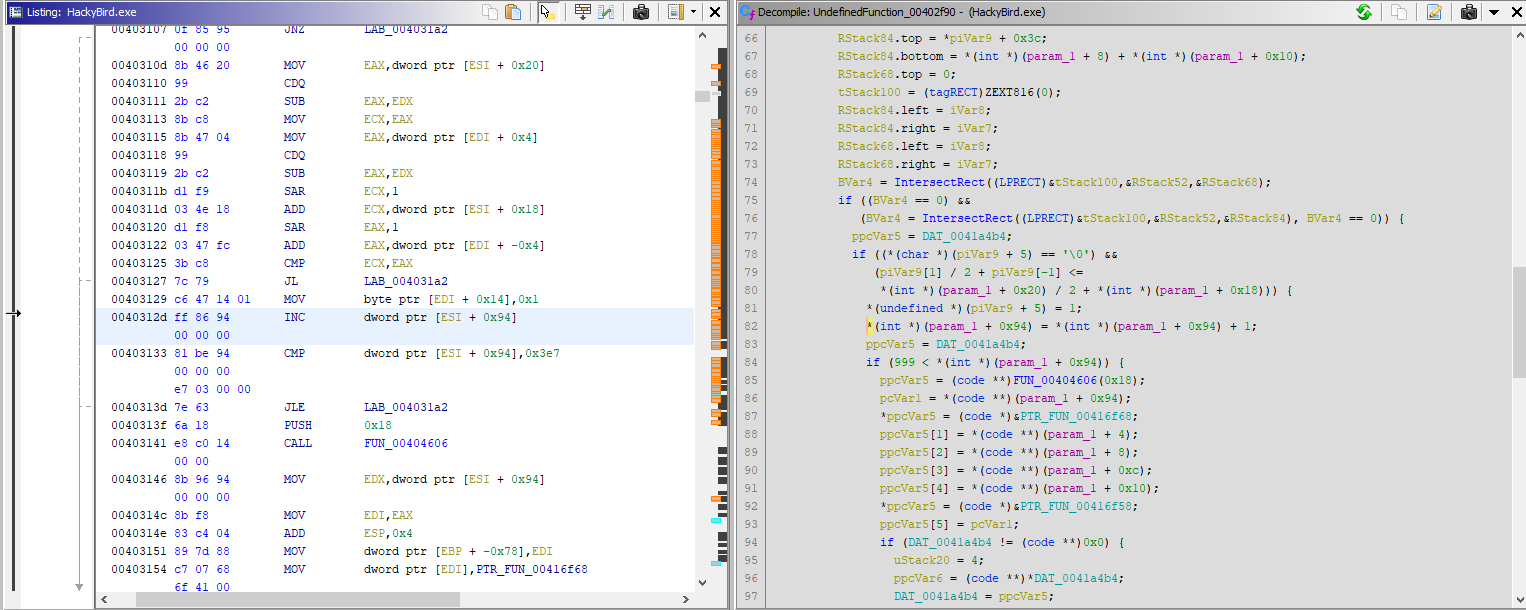 Listing: HackyBird.exe
00403107 0f 85 95 JNZ LAB_004031a2
00 00 00
0040310d 8b 46 20 MOV EAX,dword ptr [ESI + 0x20]
00403110 99 CDQ
00403111 2b c2 SUB EAX,EDX
00403113 8b c8 MOV ECX,EAX
00403115 8b 47 04 MOV EAX,dword ptr [EDI + 0x4]
00403118 99 CDQ
00403119 2b c2 SUB EAX,EDX
0040311b d1 f9 SAR ECX,1
0040311d 03 4e 18 ADD ECX,dword ptr [ESI + 0x18]
00403120 d1 f8 SAR EAX,1
00403122 03 47 fc ADD EAX,dword ptr [EDI + -0x4]
00403125 3b c8 CMP ECX,EAX
00403127 7c 79 JL LAB_004031a2
00403129 c6 47 14 01 MOV byte ptr [EDI + 0x14],0x1
0040312d ff 86 94 INC dword ptr [ESI + 0x94]
00 00 00
00403133 81 be 94 CMP dword ptr [ESI + 0x94],0x3e7
00 00 00
e7 03 00 00
0040313d 7e 63 JLE LAB_004031a2
0040313f 6a 18 PUSH 0x18
00403141 e8 c0 14 CALL FUN_00404606
00 00
00403146 8b 96 94 MOV EDX,dword ptr [ESI + 0x94]
00 00 00
0040314c 8b f8 MOV EDI,EAX
0040314e 83 c4 04 ADD ESP,0x4
00403151 89 7d 88 MOV dword ptr [EBP + -0x78],EDI
00403154 c7 07 68 MOV dword ptr [EDI],PTR_FUN_00416f68
6f 41 00
Decompile: UndefinedFunction_00402f90 - (HackyBird.exe)
66 RStack84.top = *piVar9 + 0x3c;
67 RStack84.bottom = *(int *)(param_1 + 8) + *(int *)(param_1 + 0x10);
68 RStack68.top = 0;
69 tStack100 = (tagRECT)ZEXT816(0);
70 RStack84.left = iVar8;
71 RStack84.right = iVar7;
72 RStack68.left = iVar8;
73 RStack68.right = iVar7;
74 BVar4 = IntersectRect((LPRECT)&tStack100,&RStack52,&RStack68);
75 if ((BVar4 == 0) &&
76 (BVar4 = IntersectRect((LPRECT)&tStack100,&RStack52,&RStack84), BVar4 == 0)) {
77 ppcVar5 = DAT_0041a4b4;
78 if ((*(char *)(piVar9 + 5) == '\0') &&
79 (piVar9[1] / 2 + piVar9[-1] <=
80 *(int *)(param_1 + 0x20) / 2 + *(int *)(param_1 + 0x18))) {
81 *(undefined *)(piVar9 + 5) = 1;
82 *(int *)(param_1 + 0x94) = *(int *)(param_1 + 0x94) + 1;
83 ppcVar5 = DAT_0041a4b4;
84 if (999 < *(int *)(param_1 + 0x94)) {
85 ppcVar5 = (code **)FUN_00404606(0x18);
86 pcVar1 = *(code **)(param_1 + 0x94);
87 *ppcVar5 = (code *)&PTR_FUN_00416f68;
88 ppcVar5[1] = *(code **)(param_1 + 4);
89 ppcVar5[2] = *(code **)(param_1 + 8);
90 ppcVar5[3] = *(code **)(param_1 + 0xc);
91 ppcVar5[4] = *(code **)(param_1 + 0x10);
92 *ppcVar5 = (code *)&PTR_FUN_00416f58;
93 ppcVar5[5] = pcVar1;
94 if (DAT_0041a4b4 != (code **)0x0) {
95 uStack20 = 4;
96 ppcVar6 = (code **)*DAT_0041a4b4;
97 DAT_0041a4b4 = ppcVar5;